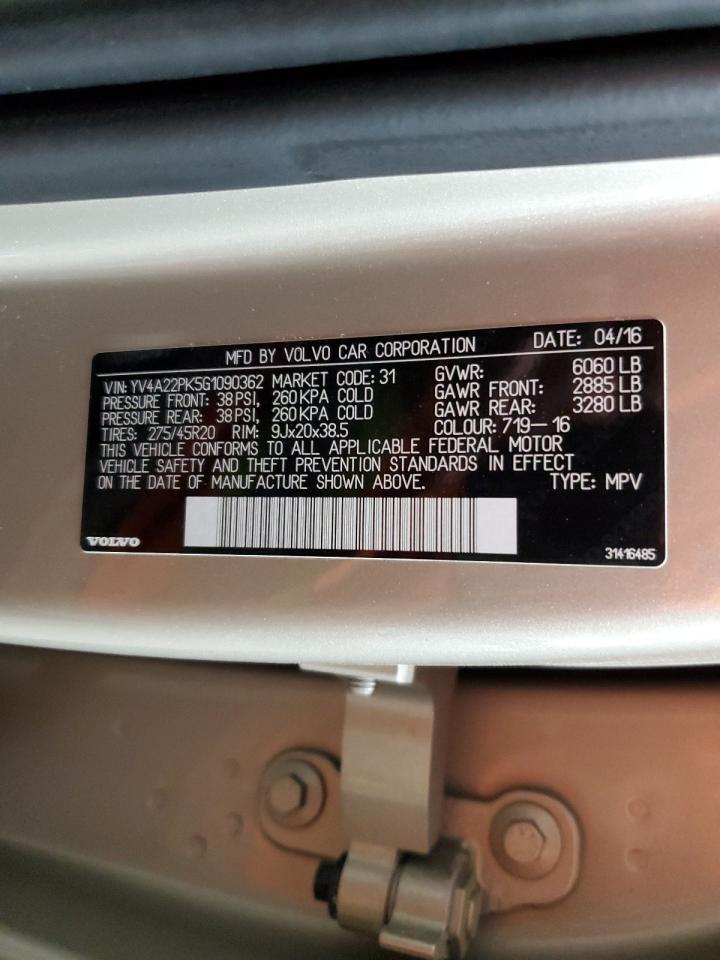 MFD BY VOLVO CAR CORPORATION DATE: 04/16
VIN: YV4A22PK5G1090362 MARKET CODE: 31 GVWR: 6060 LB
PRESSURE FRONT: 38 PSI, 260 KPA COLD GAWR FRONT: 2885 LB
PRESSURE REAR: 38 PSI, 260 KPA COLD GAWR REAR: 3280 LB
TIRES: 275/45R20 RIM: 9Jx20x38.5 COLOUR: 719-16
THIS VEHICLE CONFORMS TO ALL APPLICABLE FEDERAL MOTOR
VEHICLE SAFETY AND THEFT PREVENTION STANDARDS IN EFFECT
ON THE DATE OF MANUFACTURE SHOWN ABOVE. TYPE: MPV
VOLVO 31416485